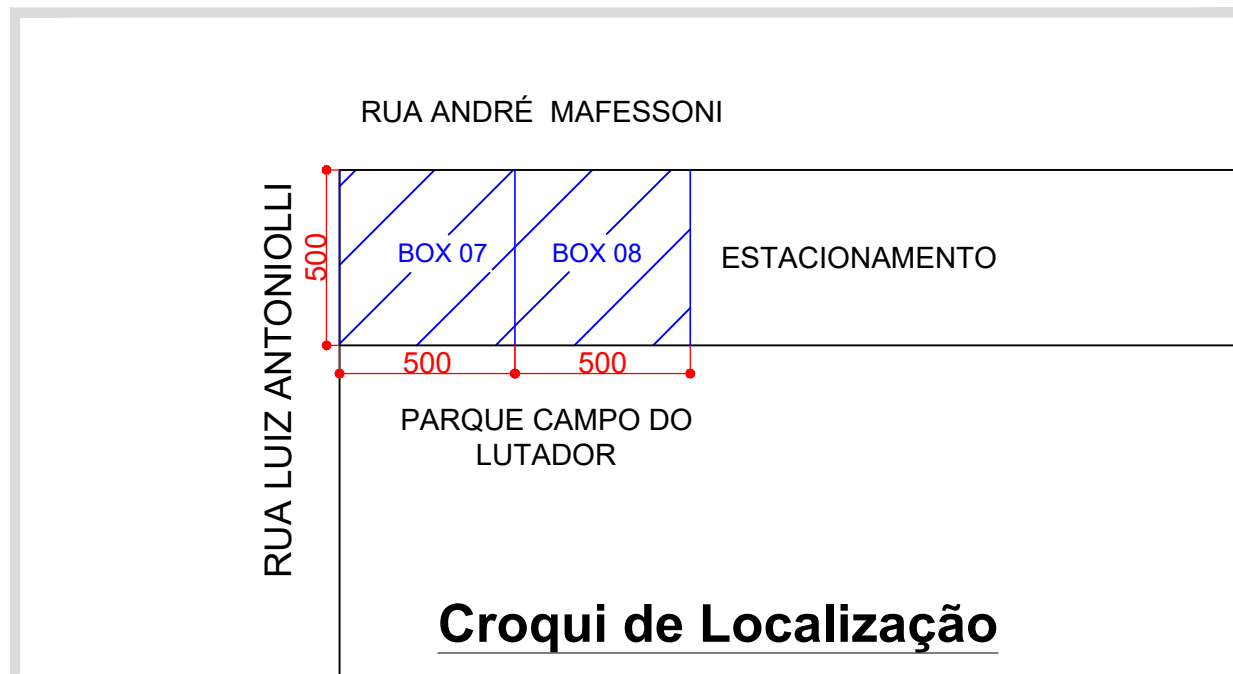 RUA ANDRÉ MAFESSONI
RUA LUIZ ANTONIOLLI
500
BOX 07
BOX 08
ESTACIONAMENTO
500
500
PARQUE CAMPO DO
LUTADOR
Croqui de Localização